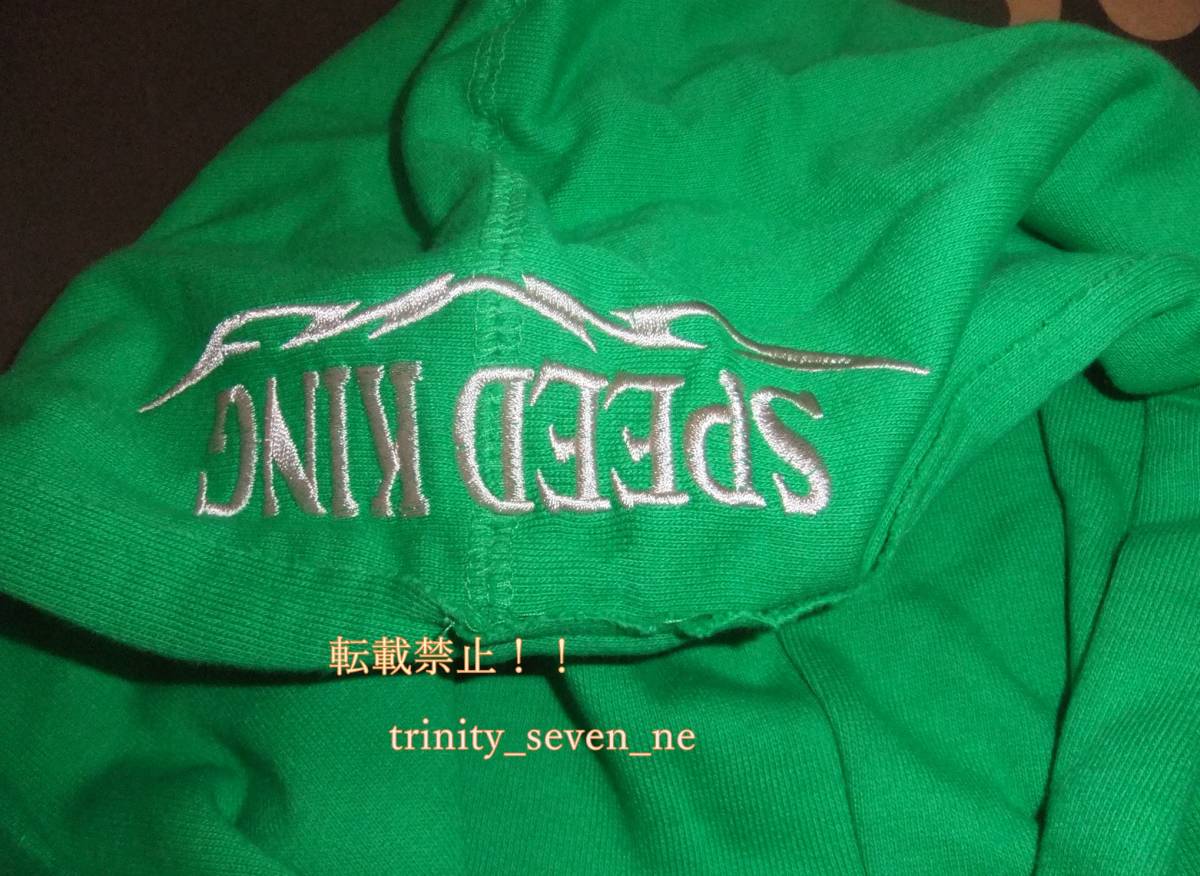 SPEED KING
転載禁止！！
trinity_seven_ne